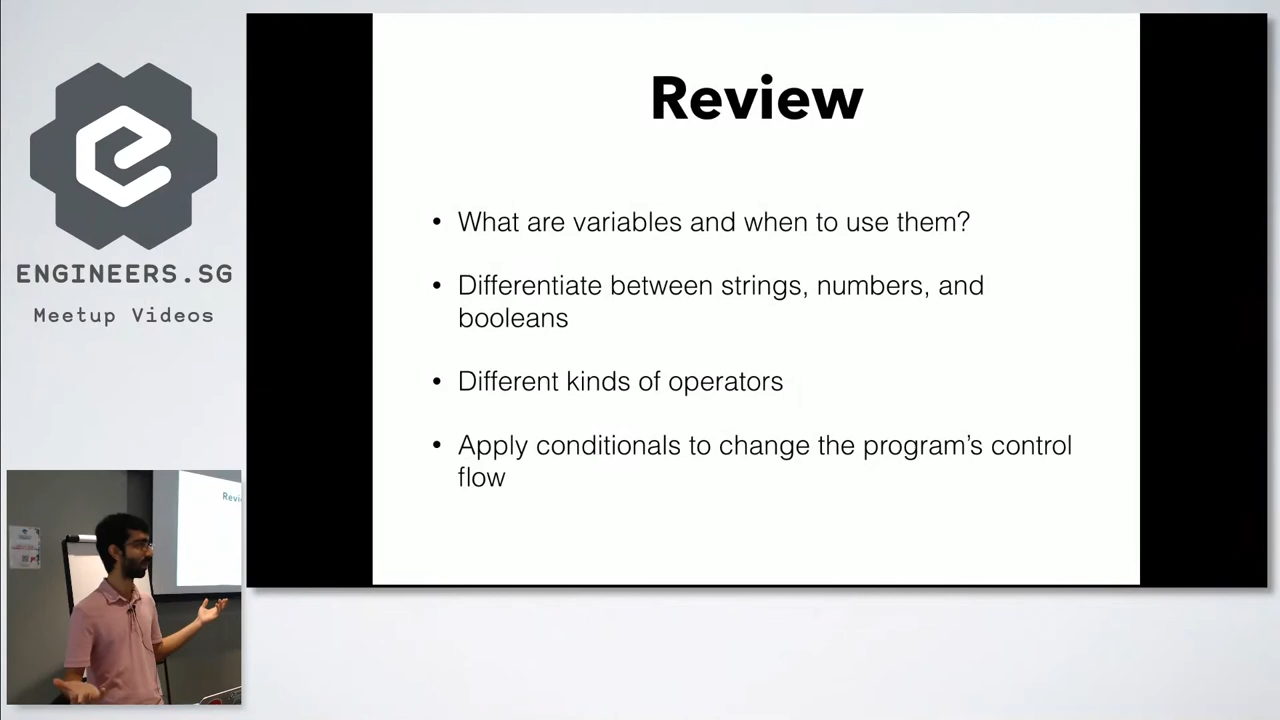 Review
• What are variables and when to use them?
• Differentiate between strings, numbers, and
booleans
• Different kinds of operators
• Apply conditionals to change the program’s control
flow
ENGINEERS.SG
Meetup Videos
Revi